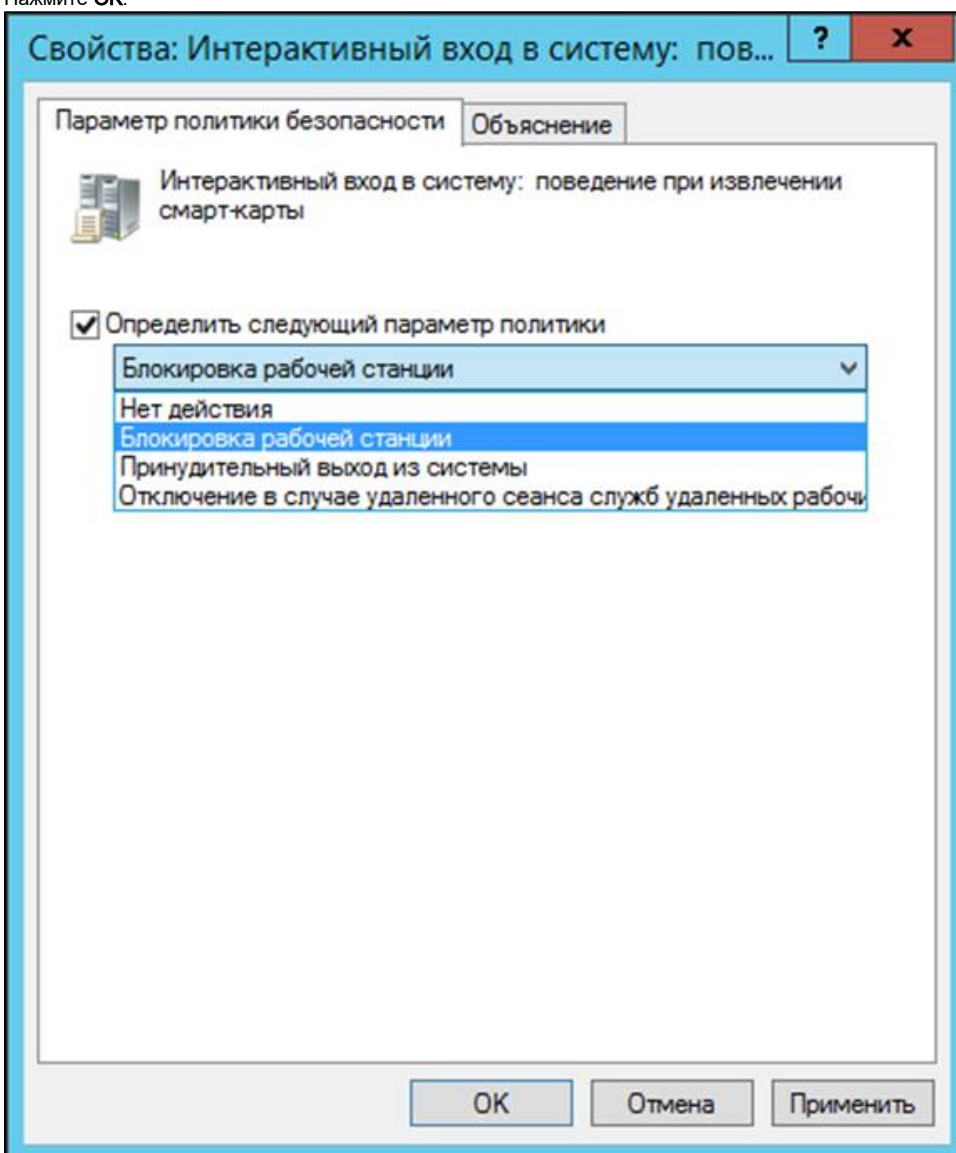 Нажмите OK.
Свойства: Интерактивный вход в систему: пов... ? x
Параметр политики безопасности Объяснение
Интерактивный вход в систему: поведение при извлечении
смарт-карты
Определить следующий параметр политики
Блокировка рабочей станции
Нет действия
Блокировка рабочей станции
Принудительный выход из системы
Отключение в случае удаленного сеанса служб удаленных рабочи
OK Отмена Применить